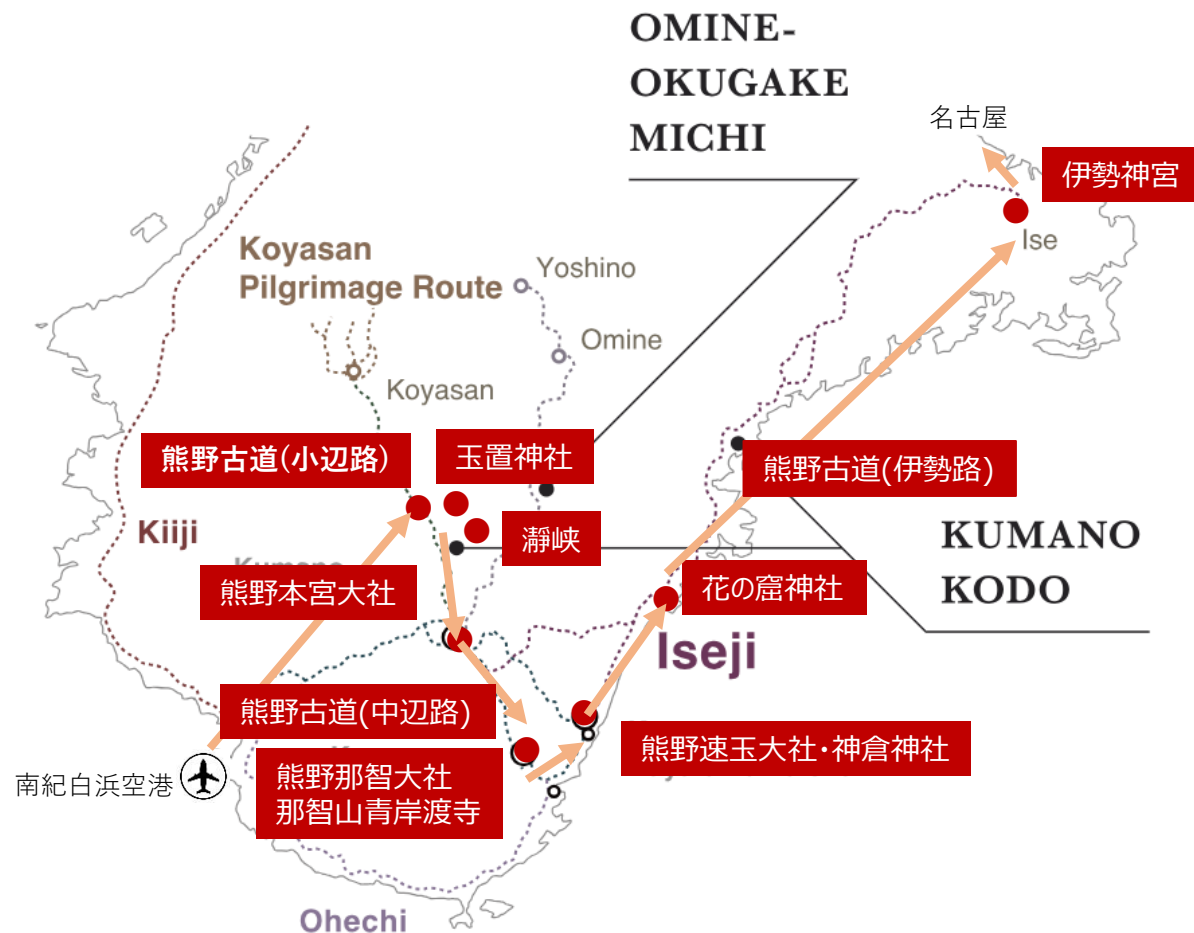 OMINE-
OKUGAKE
MICHI
名古屋
伊勢神宮
Ise
Koyasan
Pilgrimage Route
Yoshino
Omine
Koyasan
熊野古道(小辺路)
玉置神社
熊野古道(伊勢路)
Kiiji
瀞峡
KUMANO
KODO
熊野本宮大社
花の窟神社
Iseji
熊野古道(中辺路)
熊野速玉大社・神倉神社
南紀白浜空港
熊野那智大社
那智山青岸渡寺
Ohechi